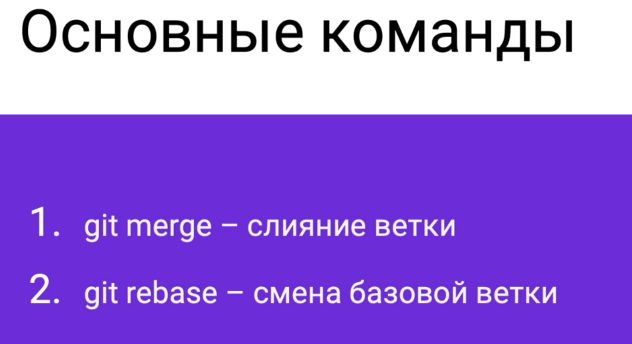 Основные команды
1. git merge – слияние ветки
2. git rebase – смена базовой ветки